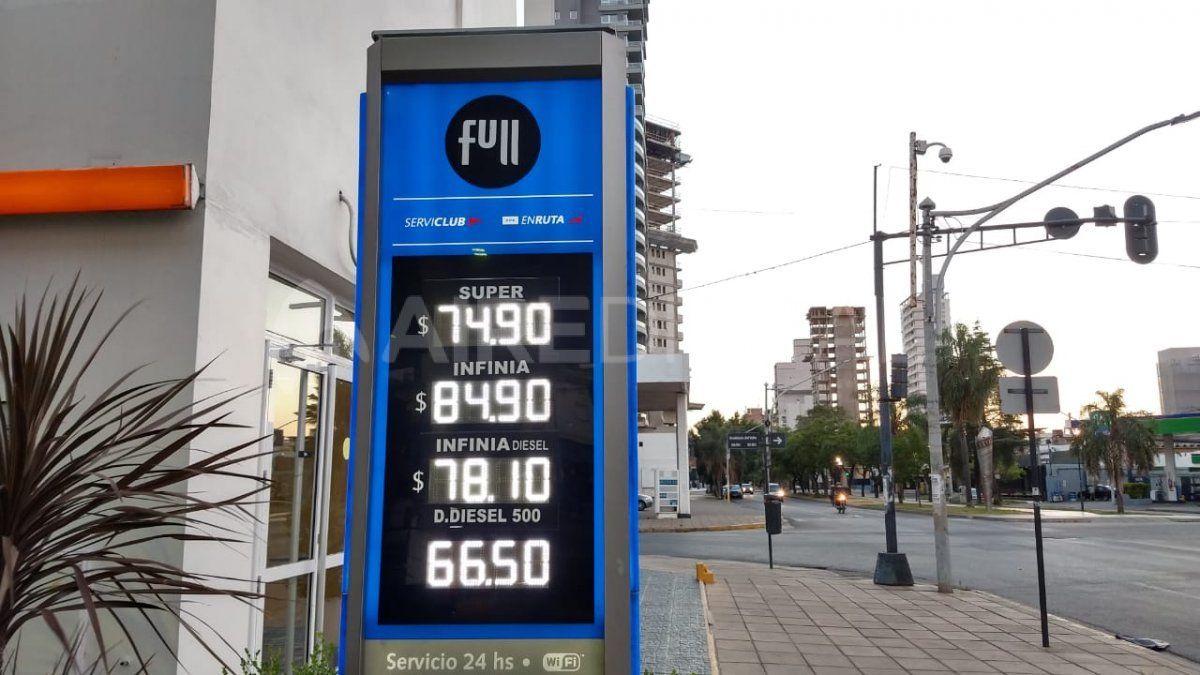 full
SERVICLUB ENRUTA
SUPER
$ 74.90
INFINIA
$ 84.90
INFINIA DIESEL
$ 78.10
D.DIESEL 500
66.50
Servicio 24 hs • WiFi